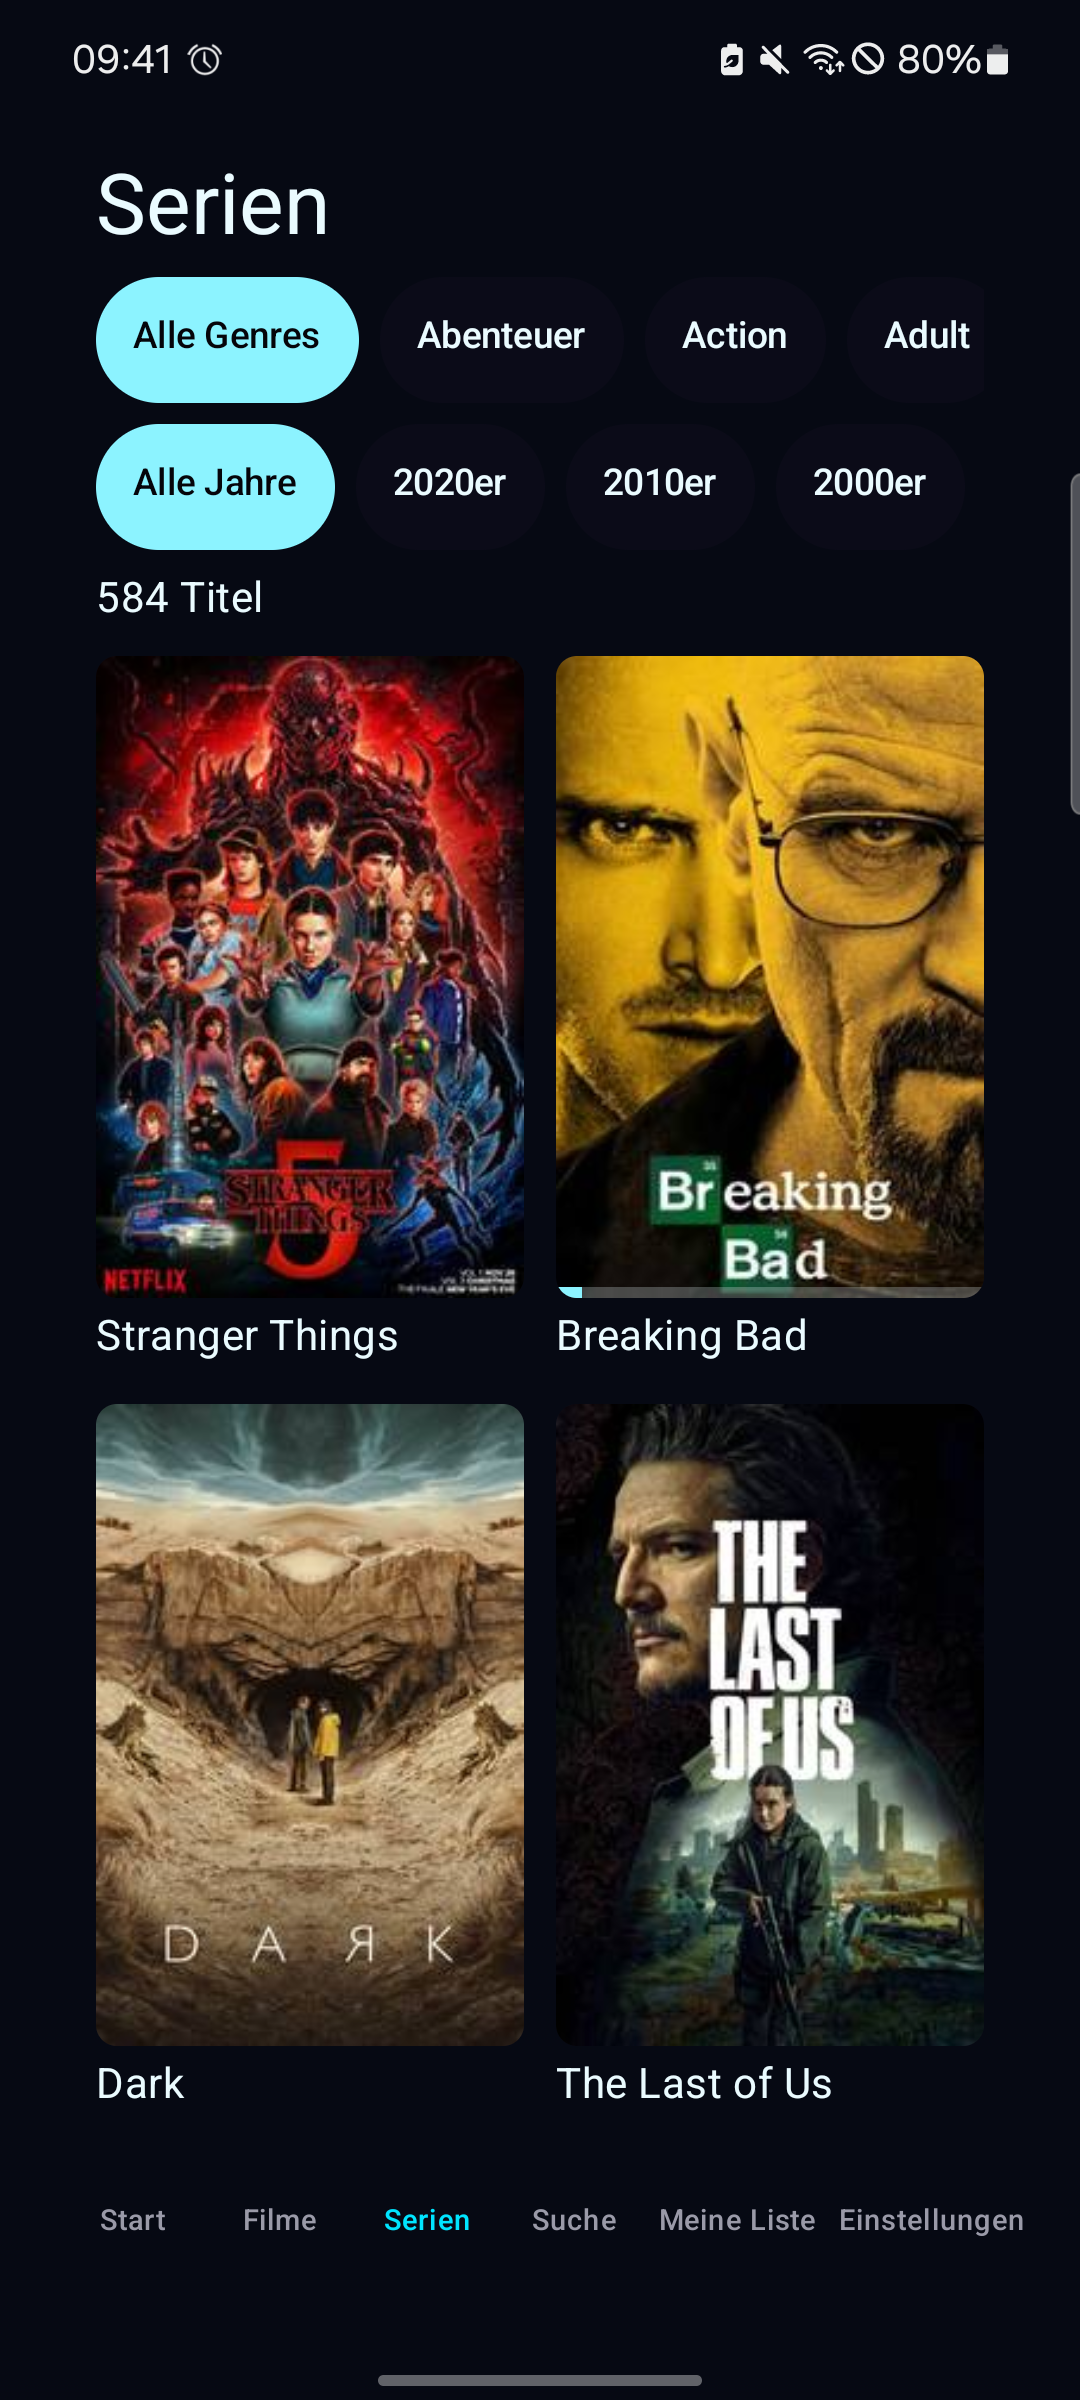 09:41
80%
Serien
Alle Genres
Abenteuer
Action
Adult
Alle Jahre
2020er
2010er
2000er
584 Titel
STRANGER
THINGS
5
NETFLIX
Breaking
Bad
Stranger Things
Breaking Bad
DAЯK
THE
LAST
OF US
Dark
The Last of Us
Start
Filme
Serien
Suche
Meine Liste
Einstellungen